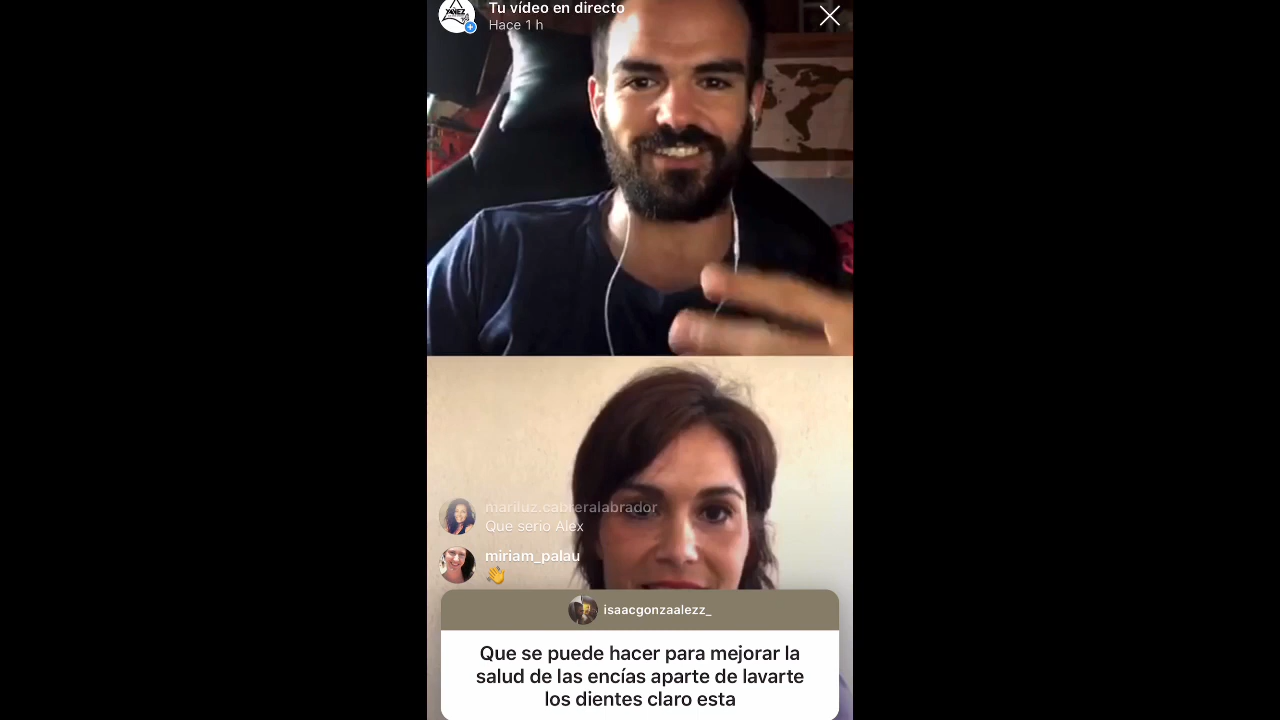 YÁÑEZ
Tu vídeo en directo
Hace 1 h
mariluz.cabreralabrador
Que serio Alex
miriam_palau
👏
isaacgonzaalezz_
Que se puede hacer para mejorar la
salud de las encías aparte de lavarte
los dientes claro esta